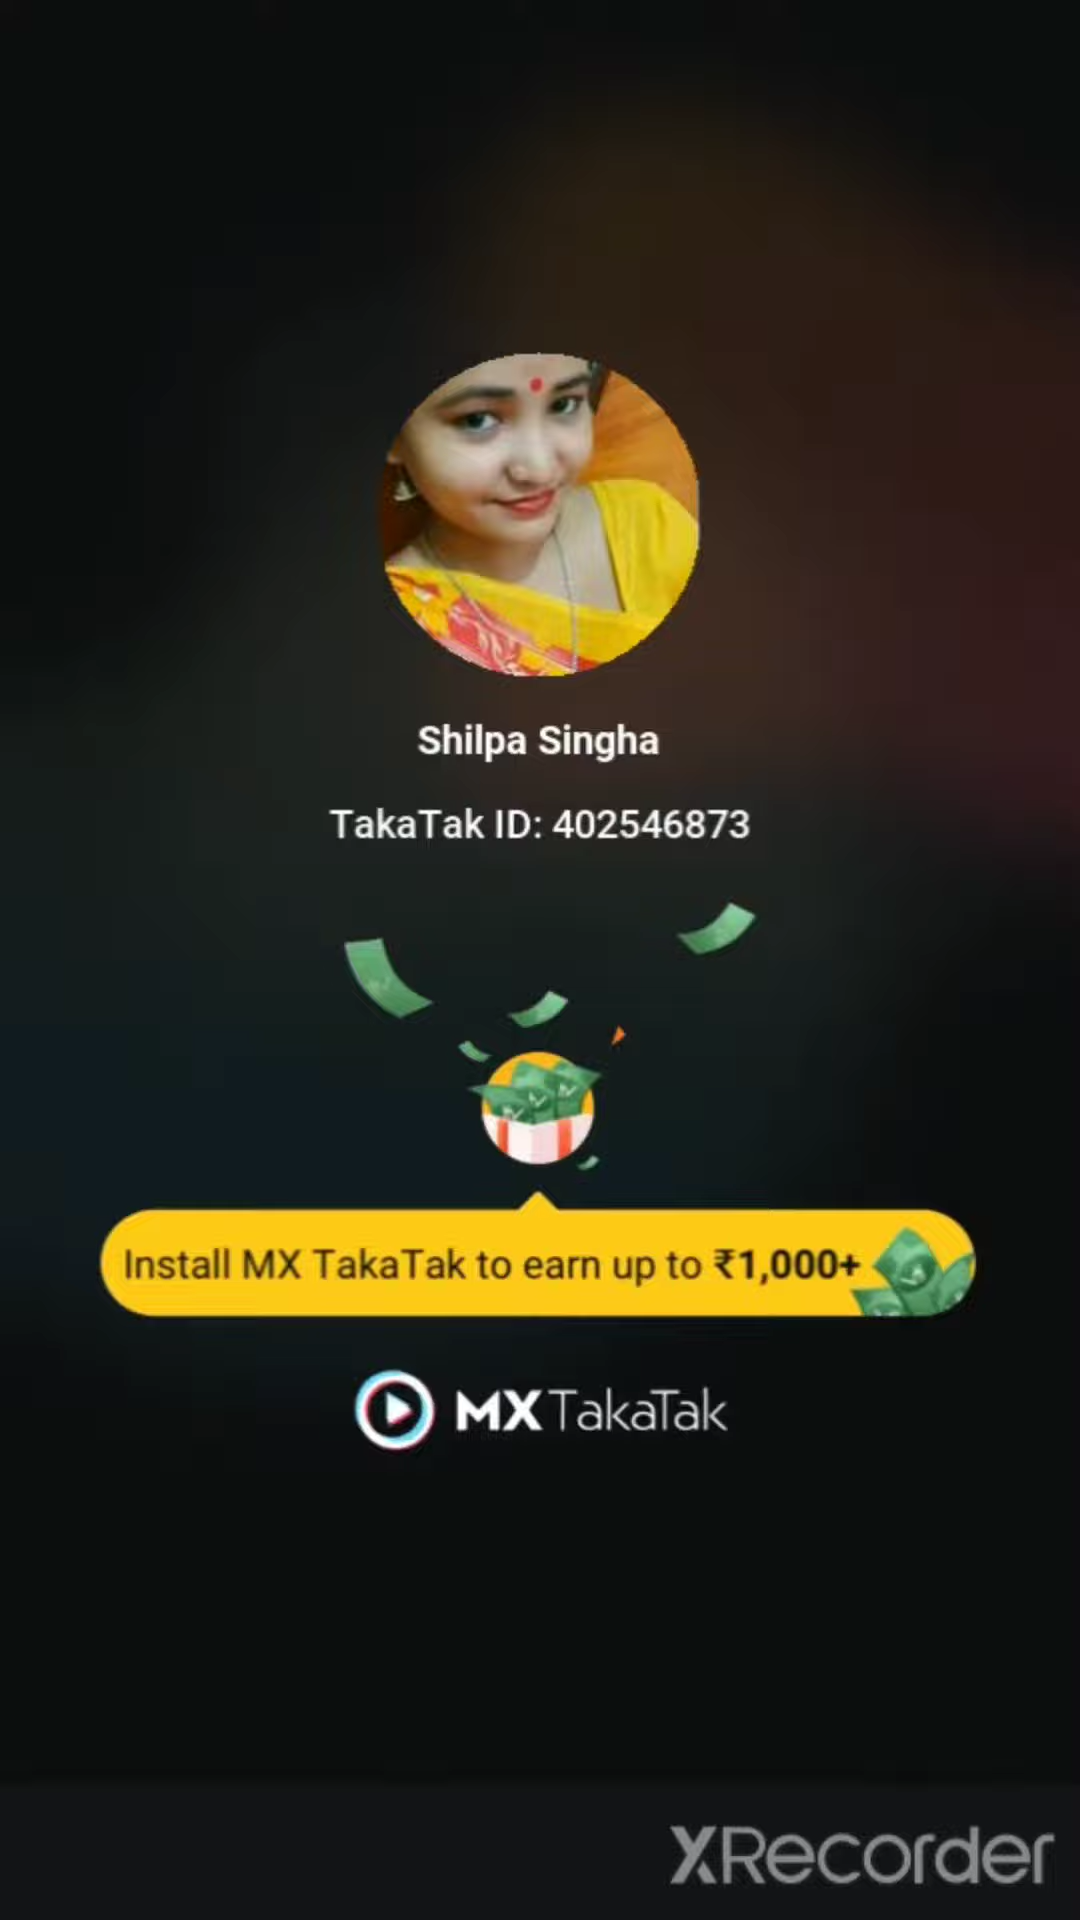 Shilpa Singha
TakaTak ID: 402546873
Install MX TakaTak to earn up to ₹1,000+
MX TakaTak
XRecorder